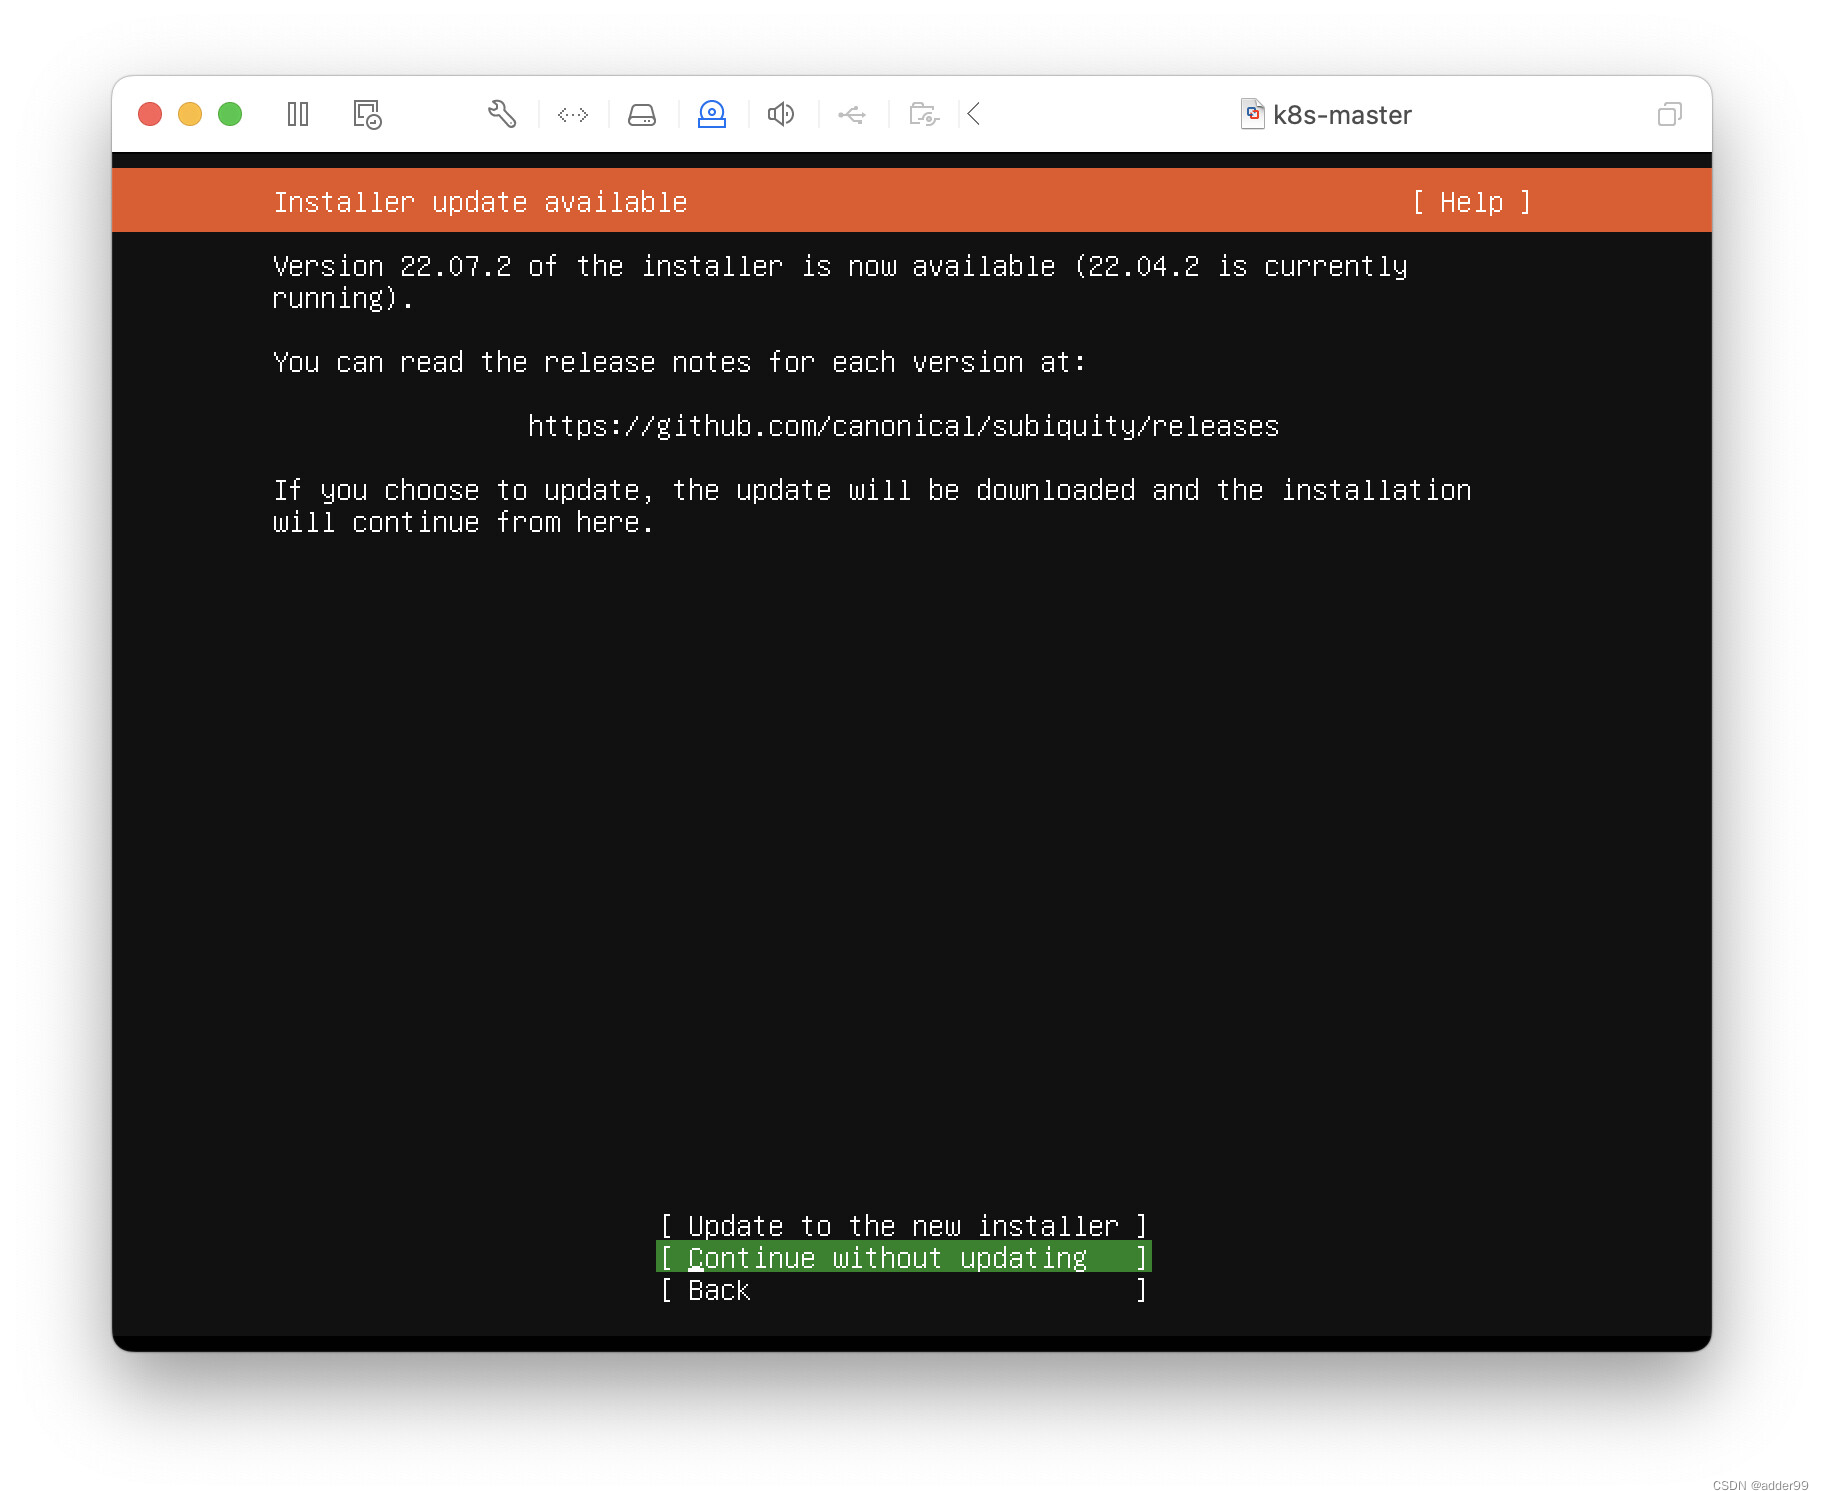 k8s-master
Installer update available [ Help ]
Version 22.07.2 of the installer is now available (22.04.2 is currently
running).
You can read the release notes for each version at:
https://github.com/canonical/subiquity/releases
If you choose to update, the update will be downloaded and the installation
will continue from here.
[ Update to the new installer ]
[ Continue without updating ]
[ Back ]
CSDN @adder99